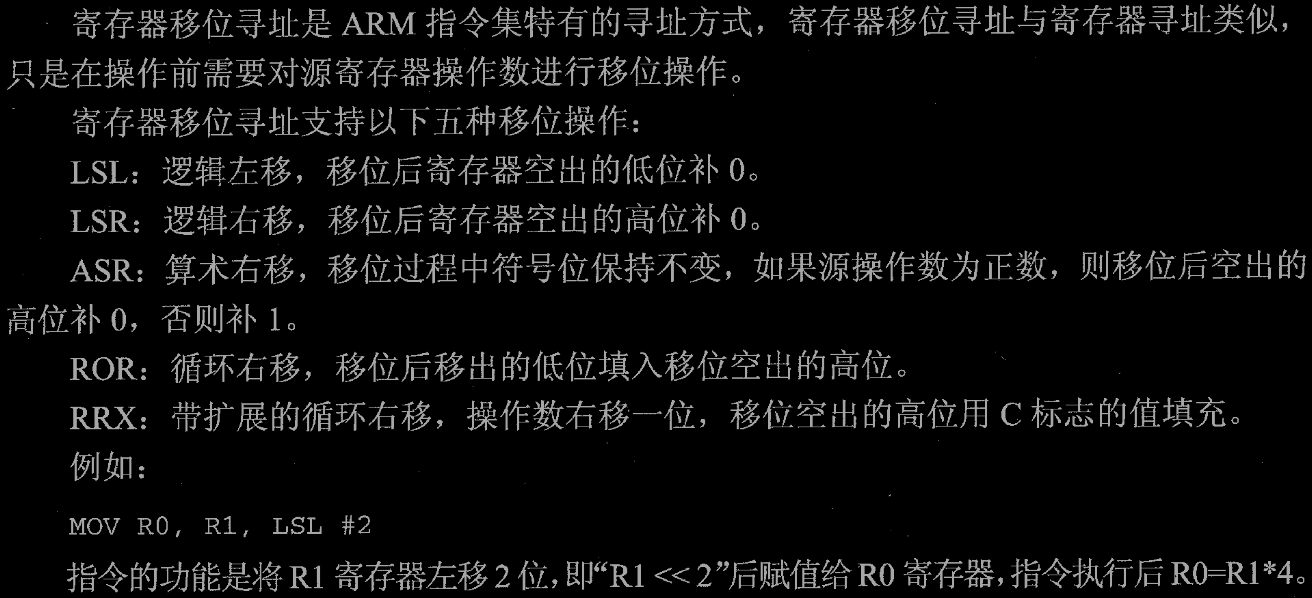 寄存器移位寻址是 ARM 指令集特有的寻址方式，寄存器移位寻址与寄存器寻址类似，
只是在操作前需要对源寄存器操作数进行移位操作。
寄存器移位寻址支持以下五种移位操作：
LSL：逻辑左移，移位后寄存器空出的低位补 0。
LSR：逻辑右移，移位后寄存器空出的高位补 0。
ASR：算术右移，移位过程中符号位保持不变，如果源操作数为正数，则移位后空出的
高位补 0，否则补 1。
ROR：循环右移，移位后移出的低位填入移位空出的高位。
RRX：带扩展的循环右移，操作数右移一位，移位空出的高位用 C 标志的值填充。
例如：
MOV R0, R1, LSL #2
指令的功能是将 R1 寄存器左移 2 位，即“R1 << 2”后赋值给 R0 寄存器，指令执行后 R0=R1*4。